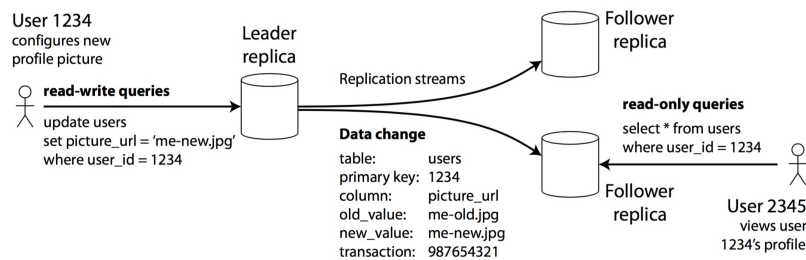 User 1234
configures new
profile picture
read-write queries
update users
set picture_url = ‘me-new.jpg’
where user_id = 1234
Leader
replica
Replication streams
Data change
table: users
primary key: 1234
column: picture_url
old_value: me-old.jpg
new_value: me-new.jpg
transaction: 987654321
Follower
replica
read-only queries
select * from users
where user_id = 1234
Follower
replica
User 2345
views user
1234’s profile